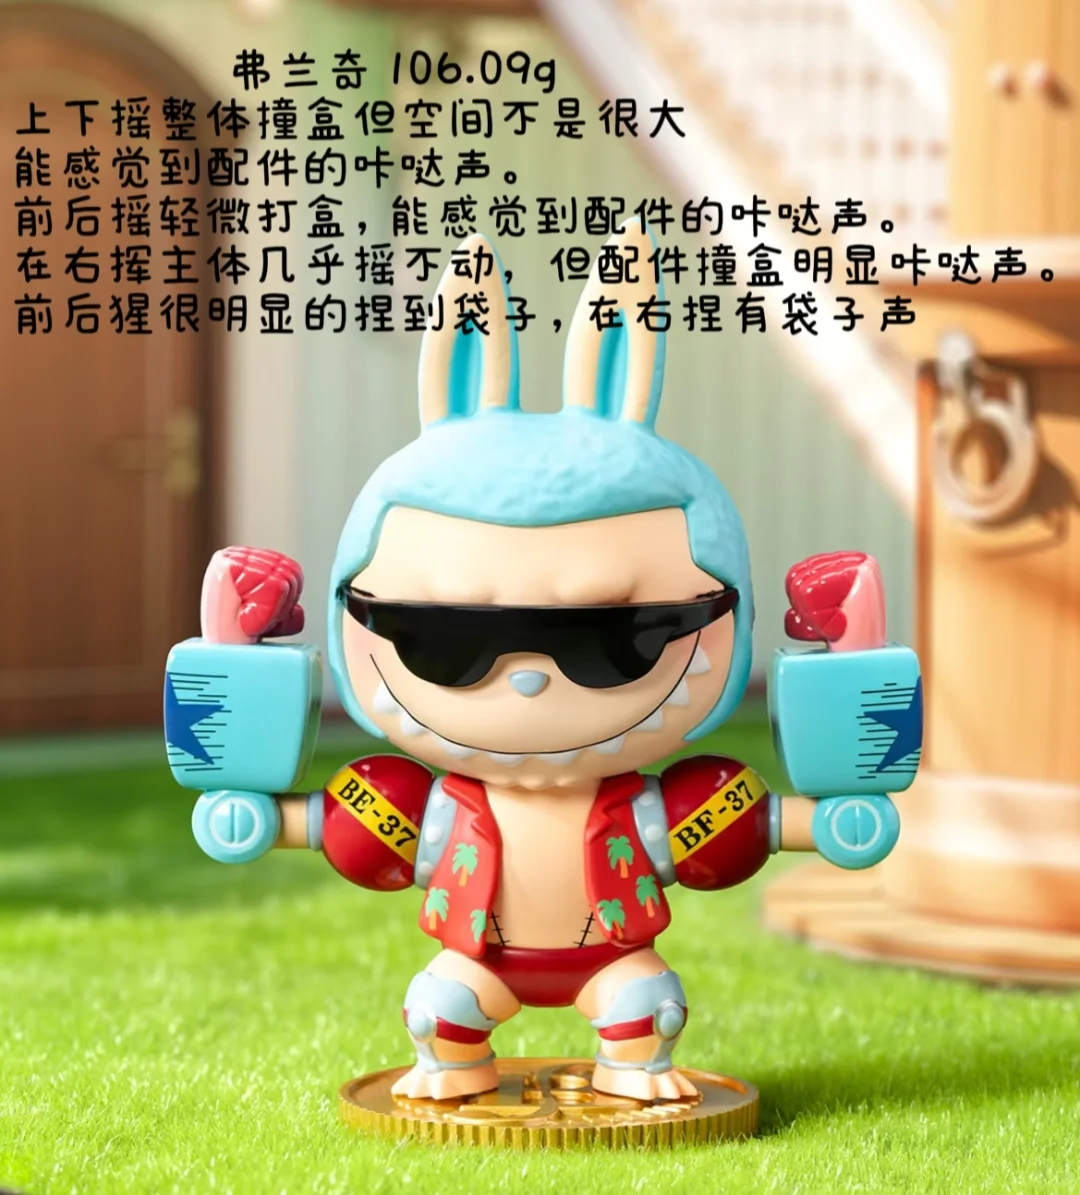 弗兰奇 106.09g
上下摇整体撞盒但空间不是很大
能感觉到配件的咔哒声。
前后摇轻微打盒,能感觉到配件的咔哒声。
在右挥主体几乎摇不动,但配件撞盒明显咔哒声。
前后猩很明显的捏到袋子,在右捏有袋子声
BE-37
BF-37